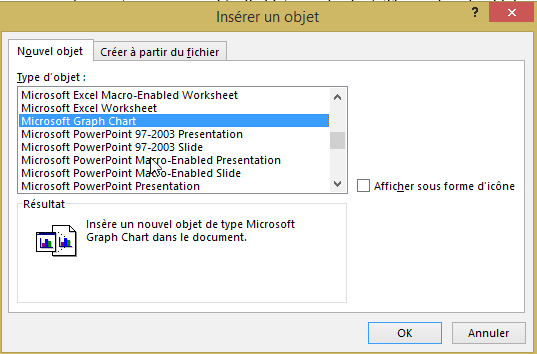 Insérer un objet
?
Nouvel objet
Créer à partir du fichier
Type d'objet :
Microsoft Excel Macro-Enabled Worksheet
Microsoft Excel Worksheet
Microsoft Graph Chart
Microsoft PowerPoint 97-2003 Presentation
Microsoft PowerPoint 97-2003 Slide
Microsoft PowerPoint Macro-Enabled Presentation
Microsoft PowerPoint Macro-Enabled Slide
Microsoft PowerPoint Presentation
Afficher sous forme d'icône
Résultat
Insère un nouvel objet de type Microsoft
Graph Chart dans le document.
OK
Annuler